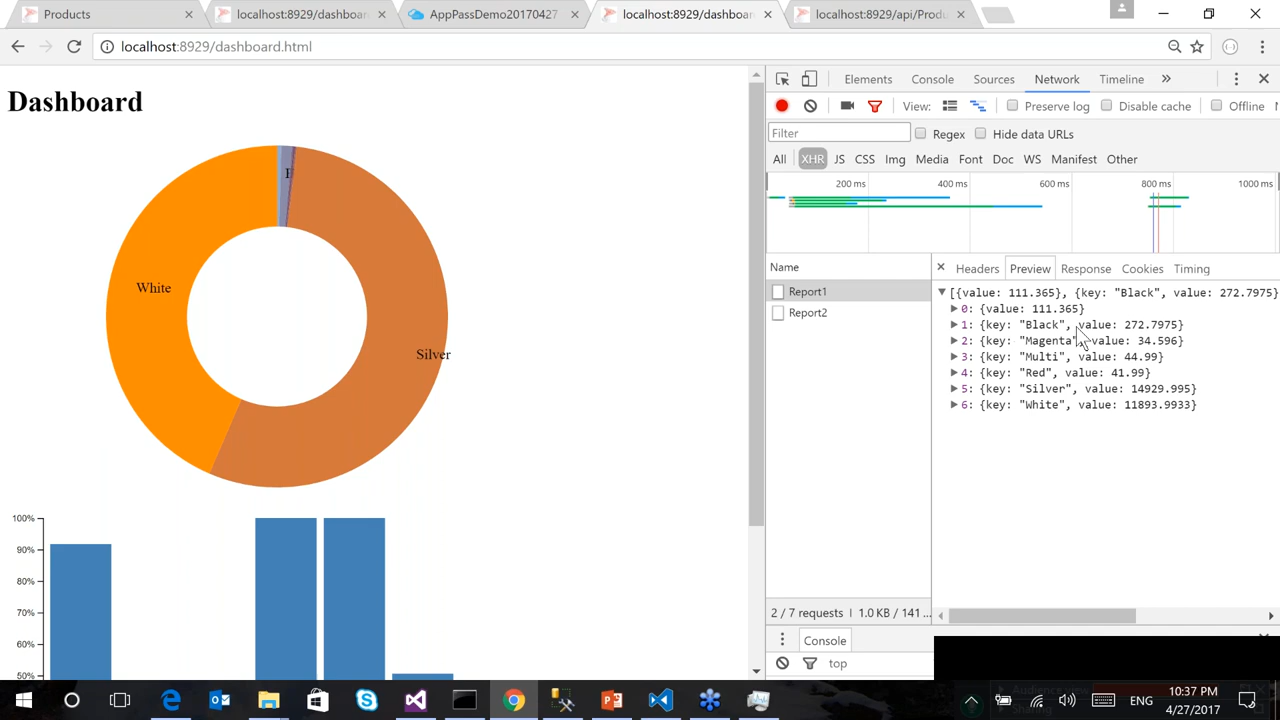 Products
localhost:8929/dashboa
AppPassDemo20170427
localhost:8929/dashboa
localhost:8929/api/Produ
localhost:8929/dashboard.html
Dashboard
White
Silver
100%
90%
80%
70%
60%
50%
Elements Console Sources Network Timeline »
View: Preserve log Disable cache Offline
Filter Regex Hide data URLs
All XHR JS CSS Img Media Font Doc WS Manifest Other
200 ms 400 ms 600 ms 800 ms 1000 ms
Name
Report1
Report2
Headers Preview Response Cookies Timing
[{value: 111.365}, {key: "Black", value: 272.7975}
0: {value: 111.365}
1: {key: "Black", value: 272.7975}
2: {key: "Magenta", value: 34.596}
3: {key: "Multi", value: 44.99}
4: {key: "Red", value: 41.99}
5: {key: "Silver", value: 14929.995}
6: {key: "White", value: 11893.9933}
2 / 7 requests | 1.0 KB / 141 ...
Console
top
ENG
10:37 PM
4/27/2017